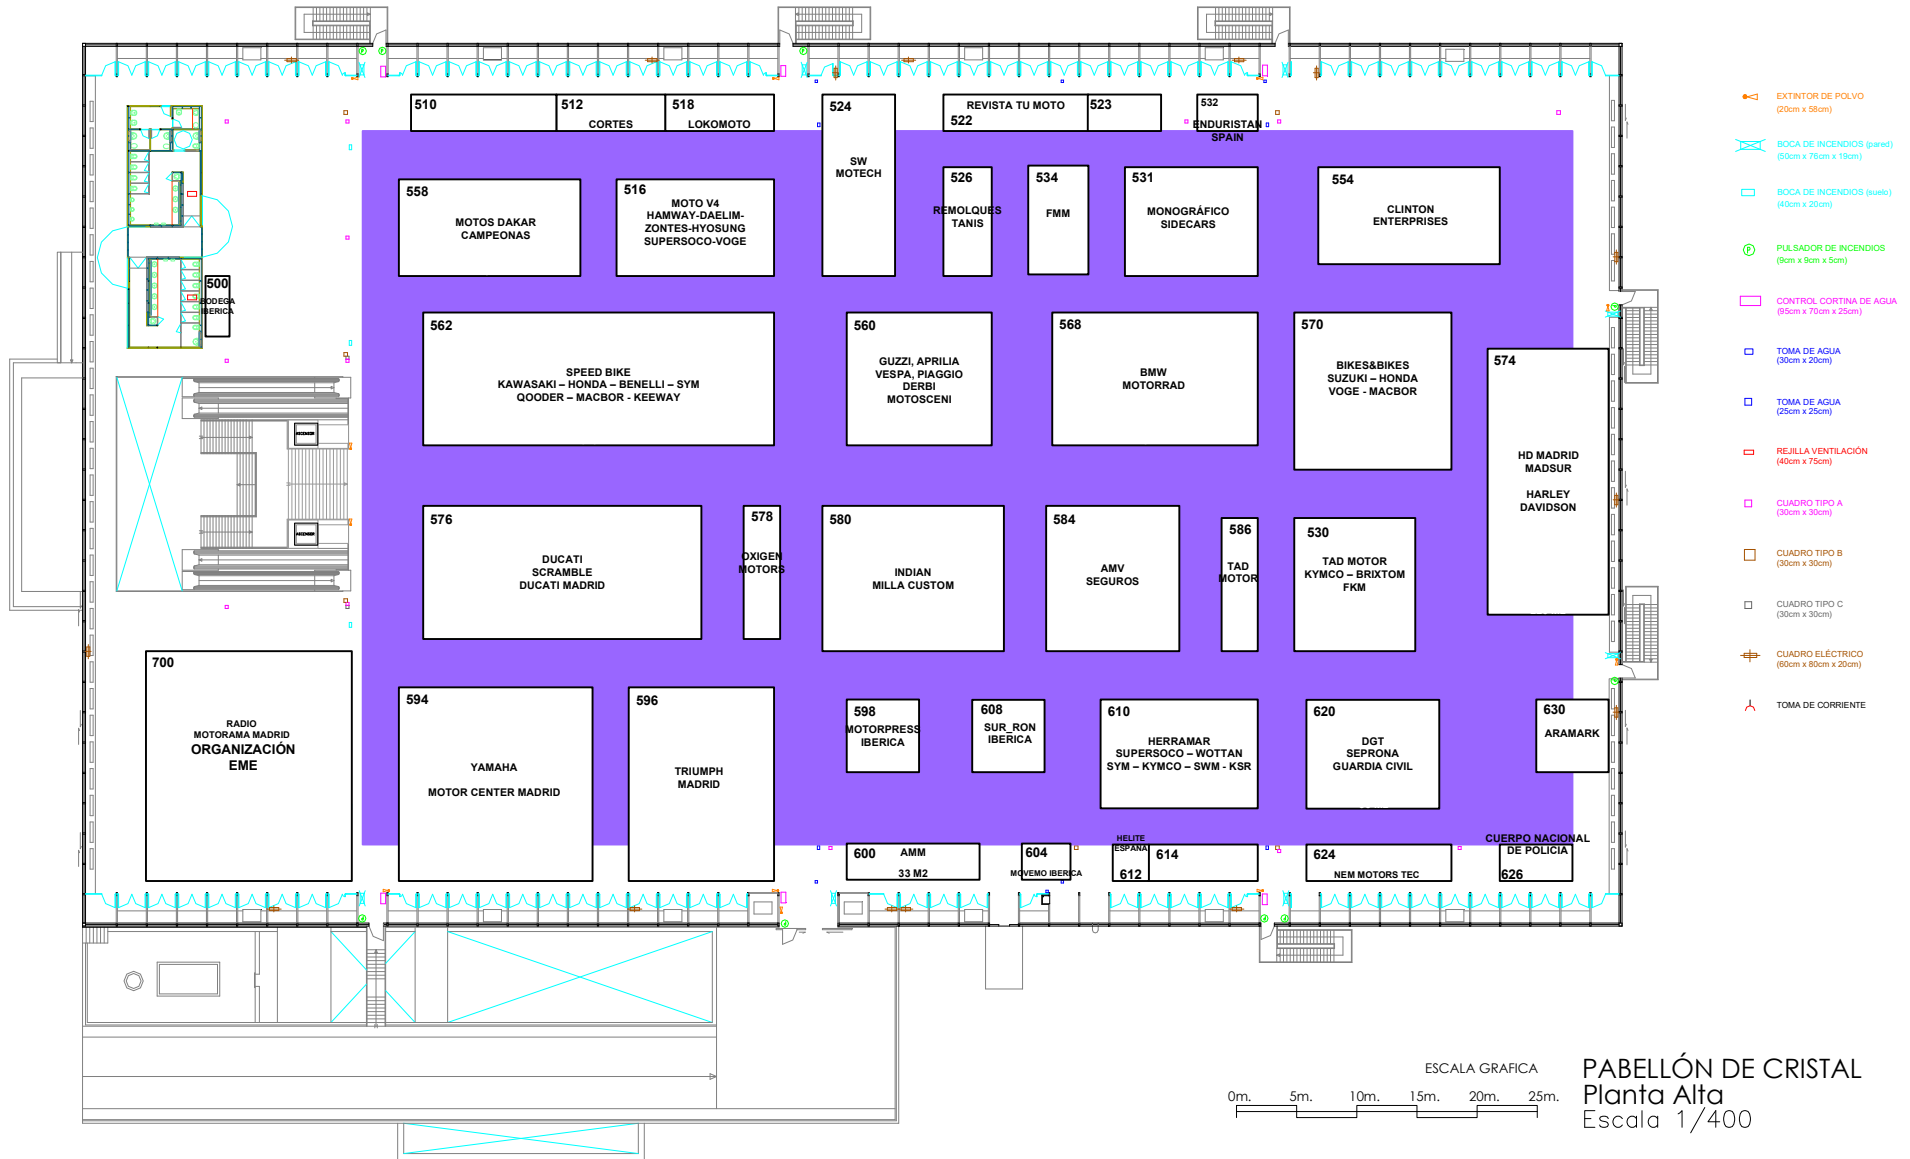 510
512
CORTES
518
LOKOMOTO
524
SW
MOTECH
REVISTA TU MOTO
522
523
532
ENDURISTAN
SPAIN
558
MOTOS DAKAR
CAMPEONAS
516
MOTO V4
HAMWAY-DAELIM-
ZONTES-HYOSUNG
SUPERSOCO-VOGE
526
REMOLQUES
TANIS
534
FMM
531
MONOGRÁFICO
SIDECARS
554
CLINTON
ENTERPRISES
500
BODEGA
IBERICA
562
SPEED BIKE
KAWASAKI – HONDA – BENELLI – SYM
QOODER – MACBOR - KEEWAY
560
GUZZI, APRILIA
VESPA, PIAGGIO
DERBI
MOTOSCENI
568
BMW
MOTORRAD
570
BIKES&BIKES
SUZUKI – HONDA
VOGE - MACBOR
574
HD MADRID
MADSUR
HARLEY
DAVIDSON
ASCENSOR
ASCENSOR
576
DUCATI
SCRAMBLE
DUCATI MADRID
578
OXIGEN
MOTORS
580
INDIAN
MILLA CUSTOM
584
AMV
SEGUROS
586
TAD
MOTOR
530
TAD MOTOR
KYMCO – BRIXTOM
FKM
700
RADIO
MOTORAMA MADRID
ORGANIZACIÓN
EME
594
YAMAHA
MOTOR CENTER MADRID
596
TRIUMPH
MADRID
598
MOTORPRESS
IBERICA
608
SUR_RON
IBERICA
610
HERRAMAR
SUPERSOCO – WOTTAN
SYM – KYMCO – SWM - KSR
620
DGT
SEPRONA
GUARDIA CIVIL
630
ARAMARK
600
AMM
33 M2
604
MOVEMO IBERICA
HELITE
ESPAÑA
612
614
624
NEM MOTORS TEC
CUERPO NACIONAL
DE POLICIA
626
EXTINTOR DE POLVO
(20cm x 58cm)
BOCA DE INCENDIOS (pared)
(50cm x 76cm x 19cm)
BOCA DE INCENDIOS (suelo)
(40cm x 20cm)
P
PULSADOR DE INCENDIOS
(9cm x 9cm x 5cm)
CONTROL CORTINA DE AGUA
(95cm x 70cm x 25cm)
TOMA DE AGUA
(30cm x 20cm)
TOMA DE AGUA
(25cm x 25cm)
REJILLA VENTILACIÓN
(40cm x 75cm)
CUADRO TIPO A
(30cm x 30cm)
CUADRO TIPO B
(30cm x 30cm)
CUADRO TIPO C
(30cm x 30cm)
CUADRO ELÉCTRICO
(60cm x 80cm x 20cm)
TOMA DE CORRIENTE
ESCALA GRAFICA
0m. 5m. 10m. 15m. 20m. 25m.
PABELLÓN DE CRISTAL
Planta Alta
Escala 1/400